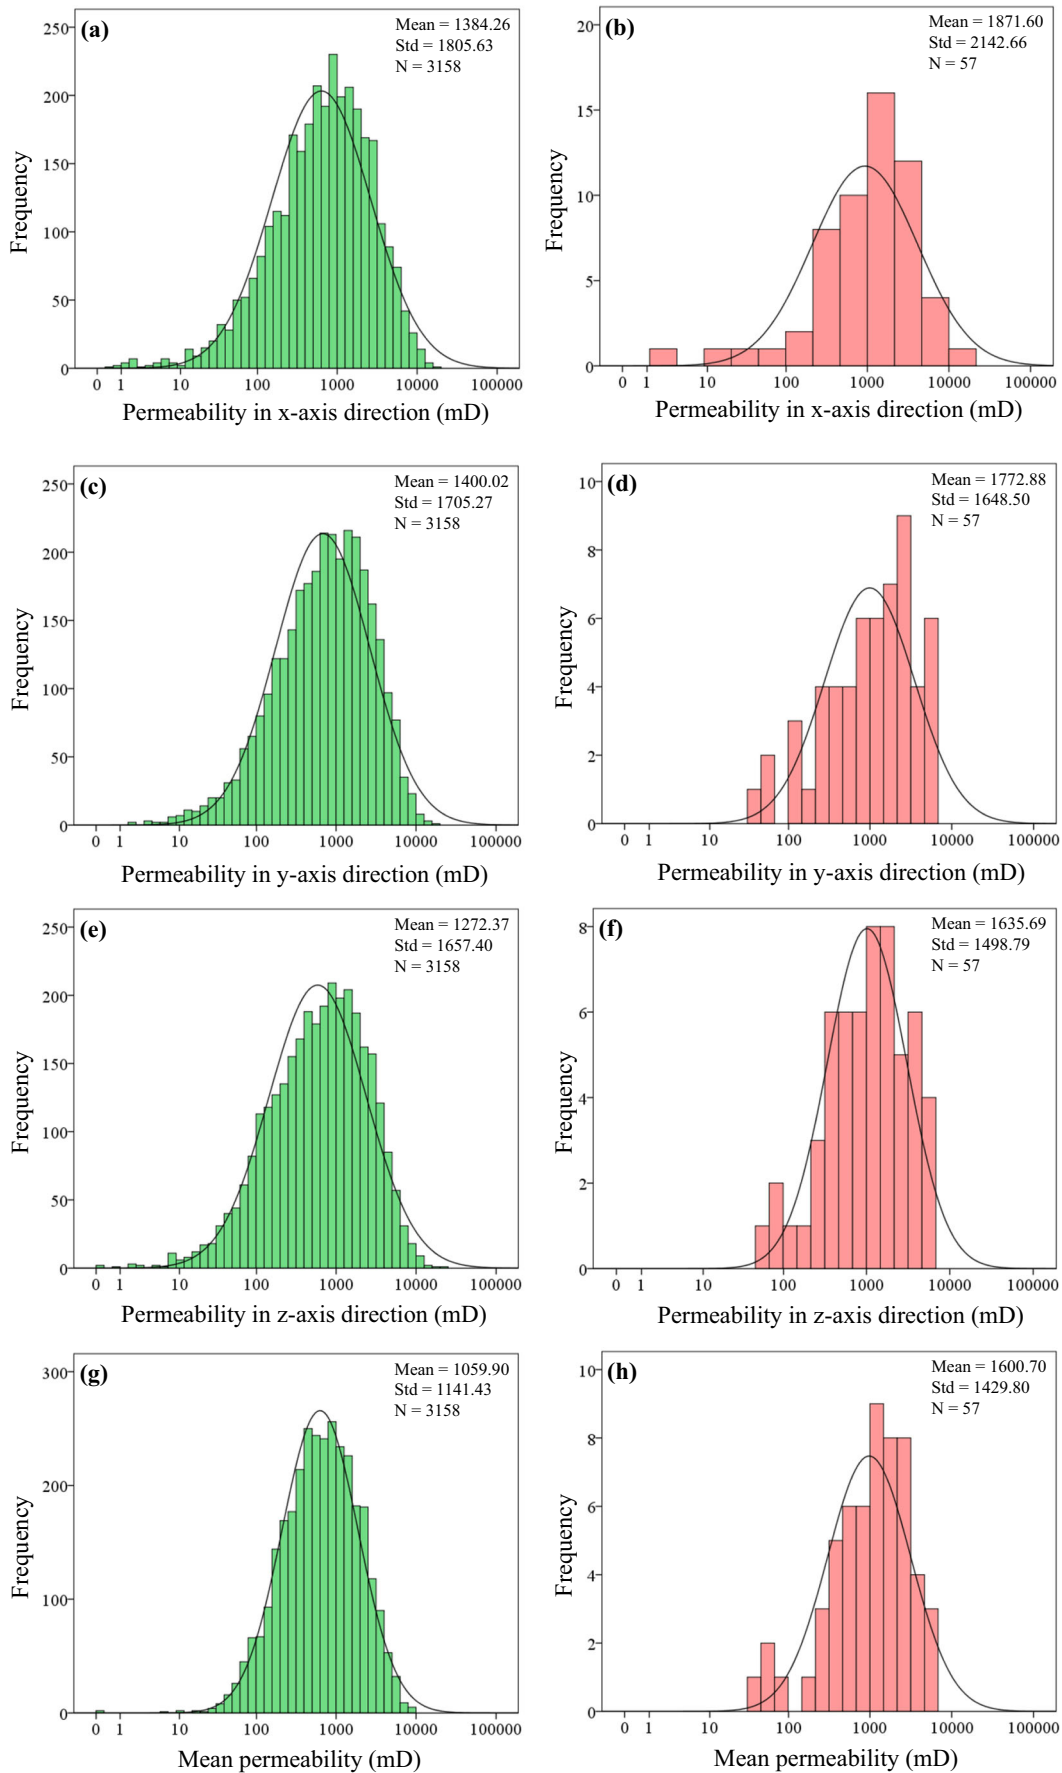 (a)
Mean = 1384.26
Std = 1805.63
N = 3158
250
200
150
100
50
0
Frequency
0 1 10 100 1000 10000 100000
Permeability in x-axis direction (mD)
(b)
Mean = 1871.60
Std = 2142.66
N = 57
20
15
10
5
0
Frequency
0 1 10 100 1000 10000 100000
Permeability in x-axis direction (mD)
(c)
Mean = 1400.02
Std = 1705.27
N = 3158
250
200
150
100
50
0
Frequency
0 1 10 100 1000 10000 100000
Permeability in y-axis direction (mD)
(d)
Mean = 1772.88
Std = 1648.50
N = 57
10
8
6
4
2
0
Frequency
0 1 10 100 1000 10000 100000
Permeability in y-axis direction (mD)
(e)
Mean = 1272.37
Std = 1657.40
N = 3158
250
200
150
100
50
0
Frequency
0 1 10 100 1000 10000 100000
Permeability in z-axis direction (mD)
(f)
Mean = 1635.69
Std = 1498.79
N = 57
8
6
4
2
0
Frequency
0 1 10 100 1000 10000 100000
Permeability in z-axis direction (mD)
(g)
Mean = 1059.90
Std = 1141.43
N = 3158
300
200
100
0
Frequency
0 1 10 100 1000 10000 100000
Mean permeability (mD)
(h)
Mean = 1600.70
Std = 1429.80
N = 57
10
8
6
4
2
0
Frequency
0 1 10 100 1000 10000 100000
Mean permeability (mD)